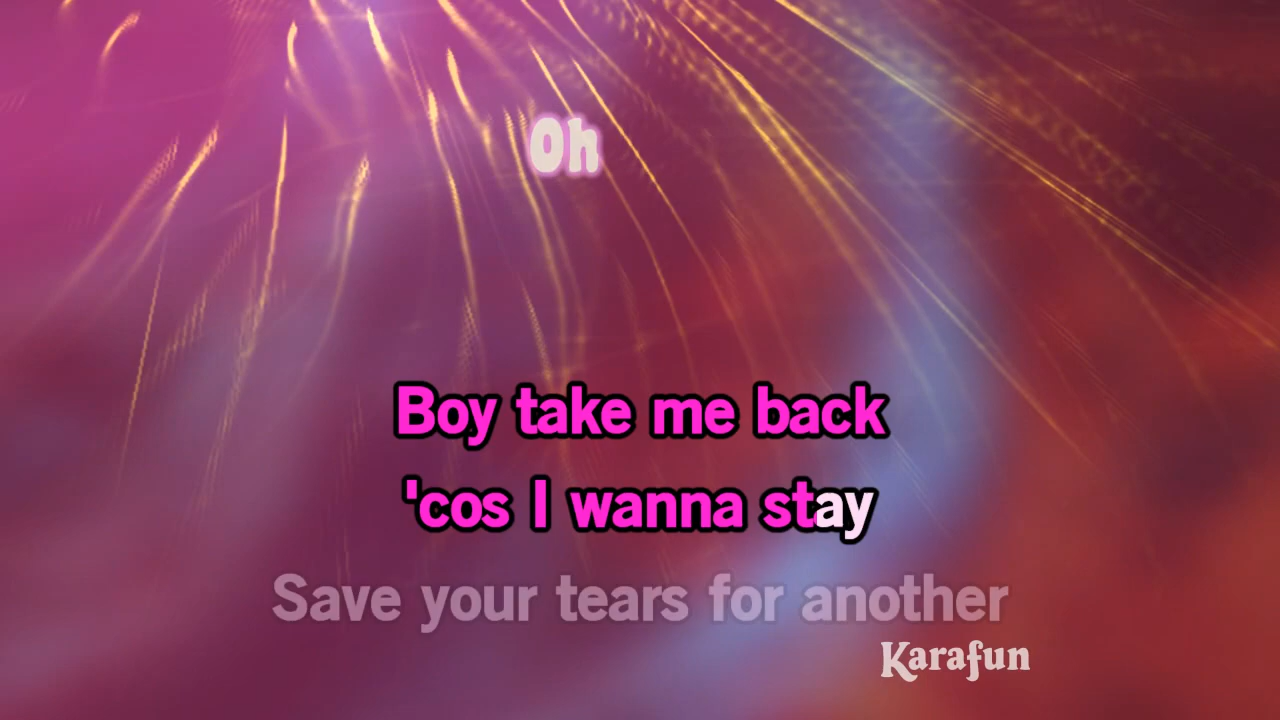 Oh
Boy take me back
'cos I wanna stay
Save your tears for another
Karafun